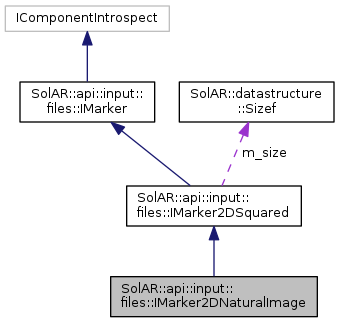 IComponentIntrospect
SolAR::api::input::
files::IMarker
SolAR::datastructure
::Sizef
m_size
SolAR::api::input::
files::IMarker2DSquared
SolAR::api::input::
files::IMarker2DNaturalImage